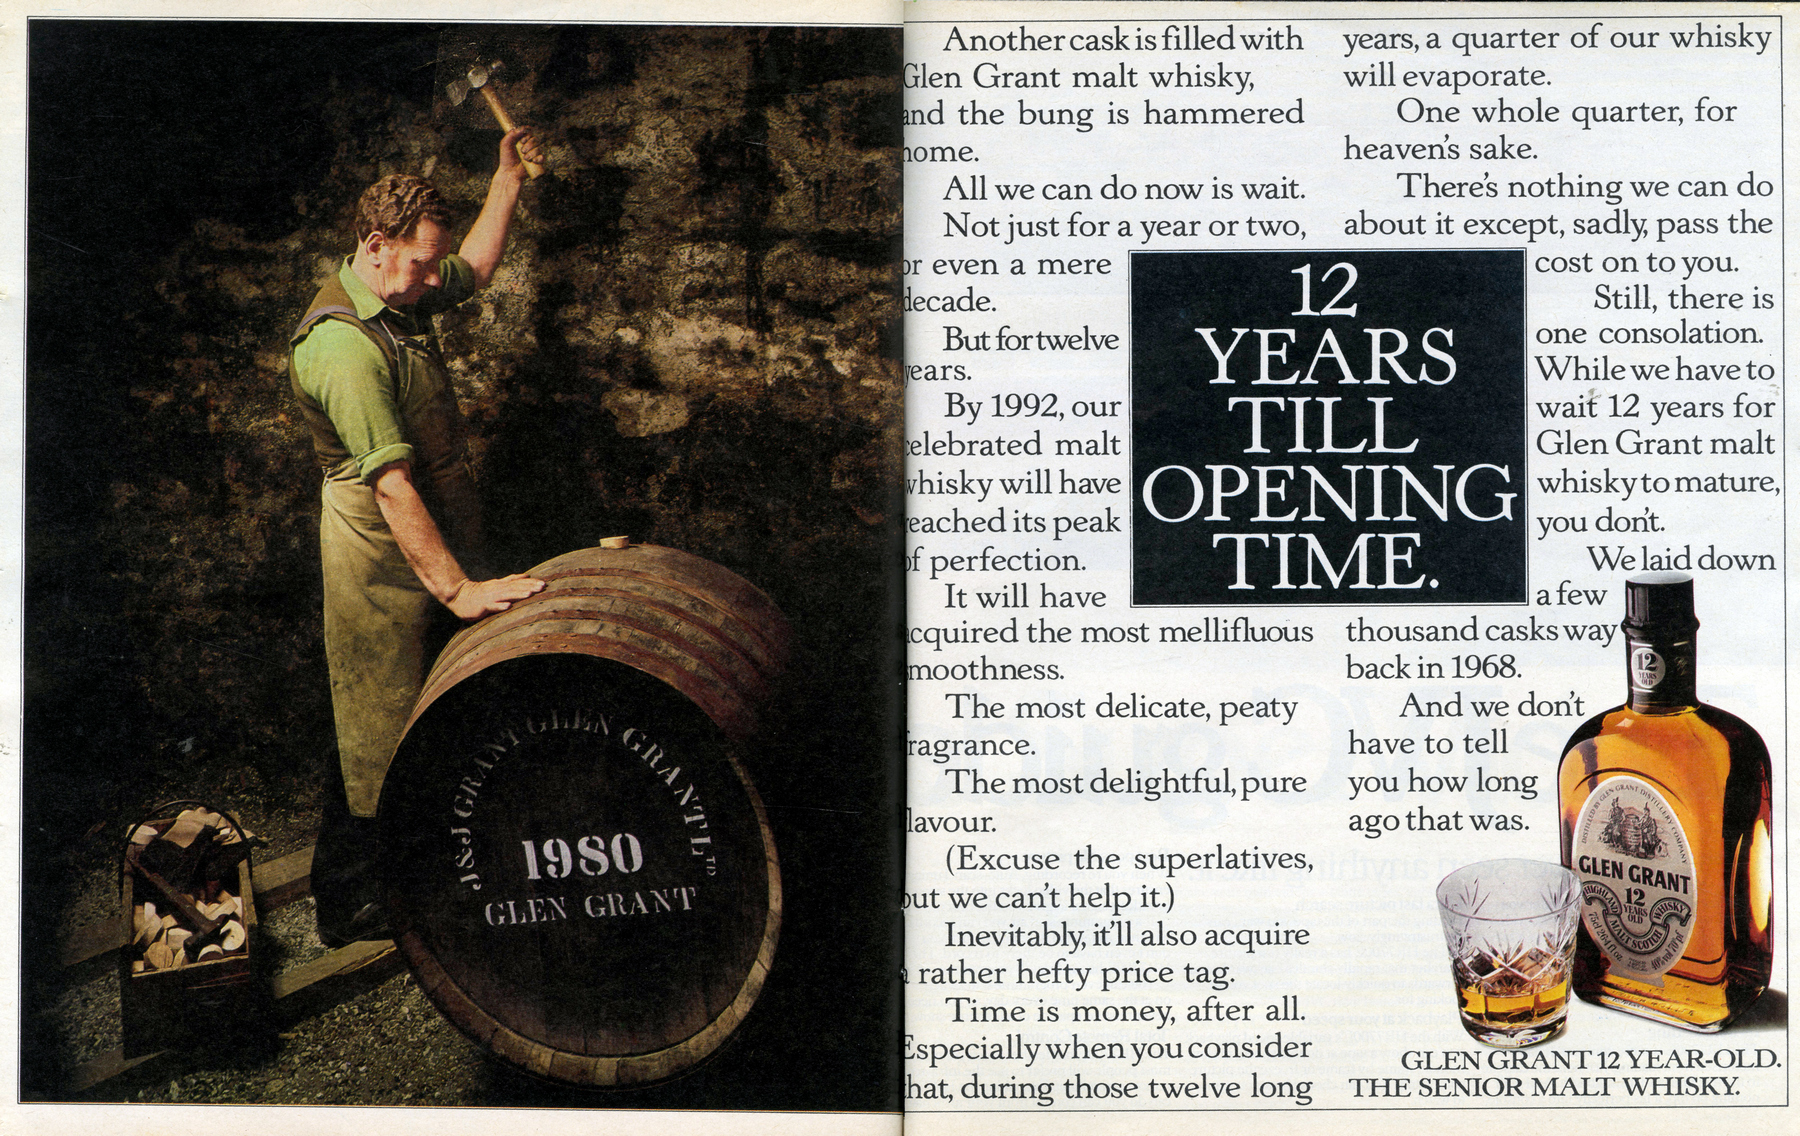 J & J GRANT GLEN GRANT LTD
1980
GLEN GRANT
Another cask is filled with
Glen Grant malt whisky,
and the bung is hammered
home.
All we can do now is wait.
Not just for a year or two,
or even a mere
decade.
But for twelve
years.
By 1992, our
celebrated malt
whisky will have
reached its peak
of perfection.
It will have
acquired the most mellifluous
smoothness.
The most delicate, peaty
fragrance.
The most delightful, pure
flavour.
(Excuse the superlatives,
but we can't help it.)
Inevitably, it'll also acquire
a rather hefty price tag.
Time is money, after all.
Especially when you consider
that, during those twelve long
12
YEARS
TILL
OPENING
TIME.
years, a quarter of our whisky
will evaporate.
One whole quarter, for
heaven's sake.
There's nothing we can do
about it except, sadly, pass the
cost on to you.
Still, there is
one consolation.
While we have to
wait 12 years for
Glen Grant malt
whisky to mature,
you don't.
We laid down
a few
thousand casks way
back in 1968.
And we don't
have to tell
you how long
ago that was.
12
YEARS
OLD
DISTILLED BY GLEN GRANT DISTILLERY COMPANY
GLEN GRANT
12
YEARS
OLD
HIGHLAND MALT SCOTCH WHISKY
GLEN GRANT 12 YEAR-OLD.
THE SENIOR MALT WHISKY.